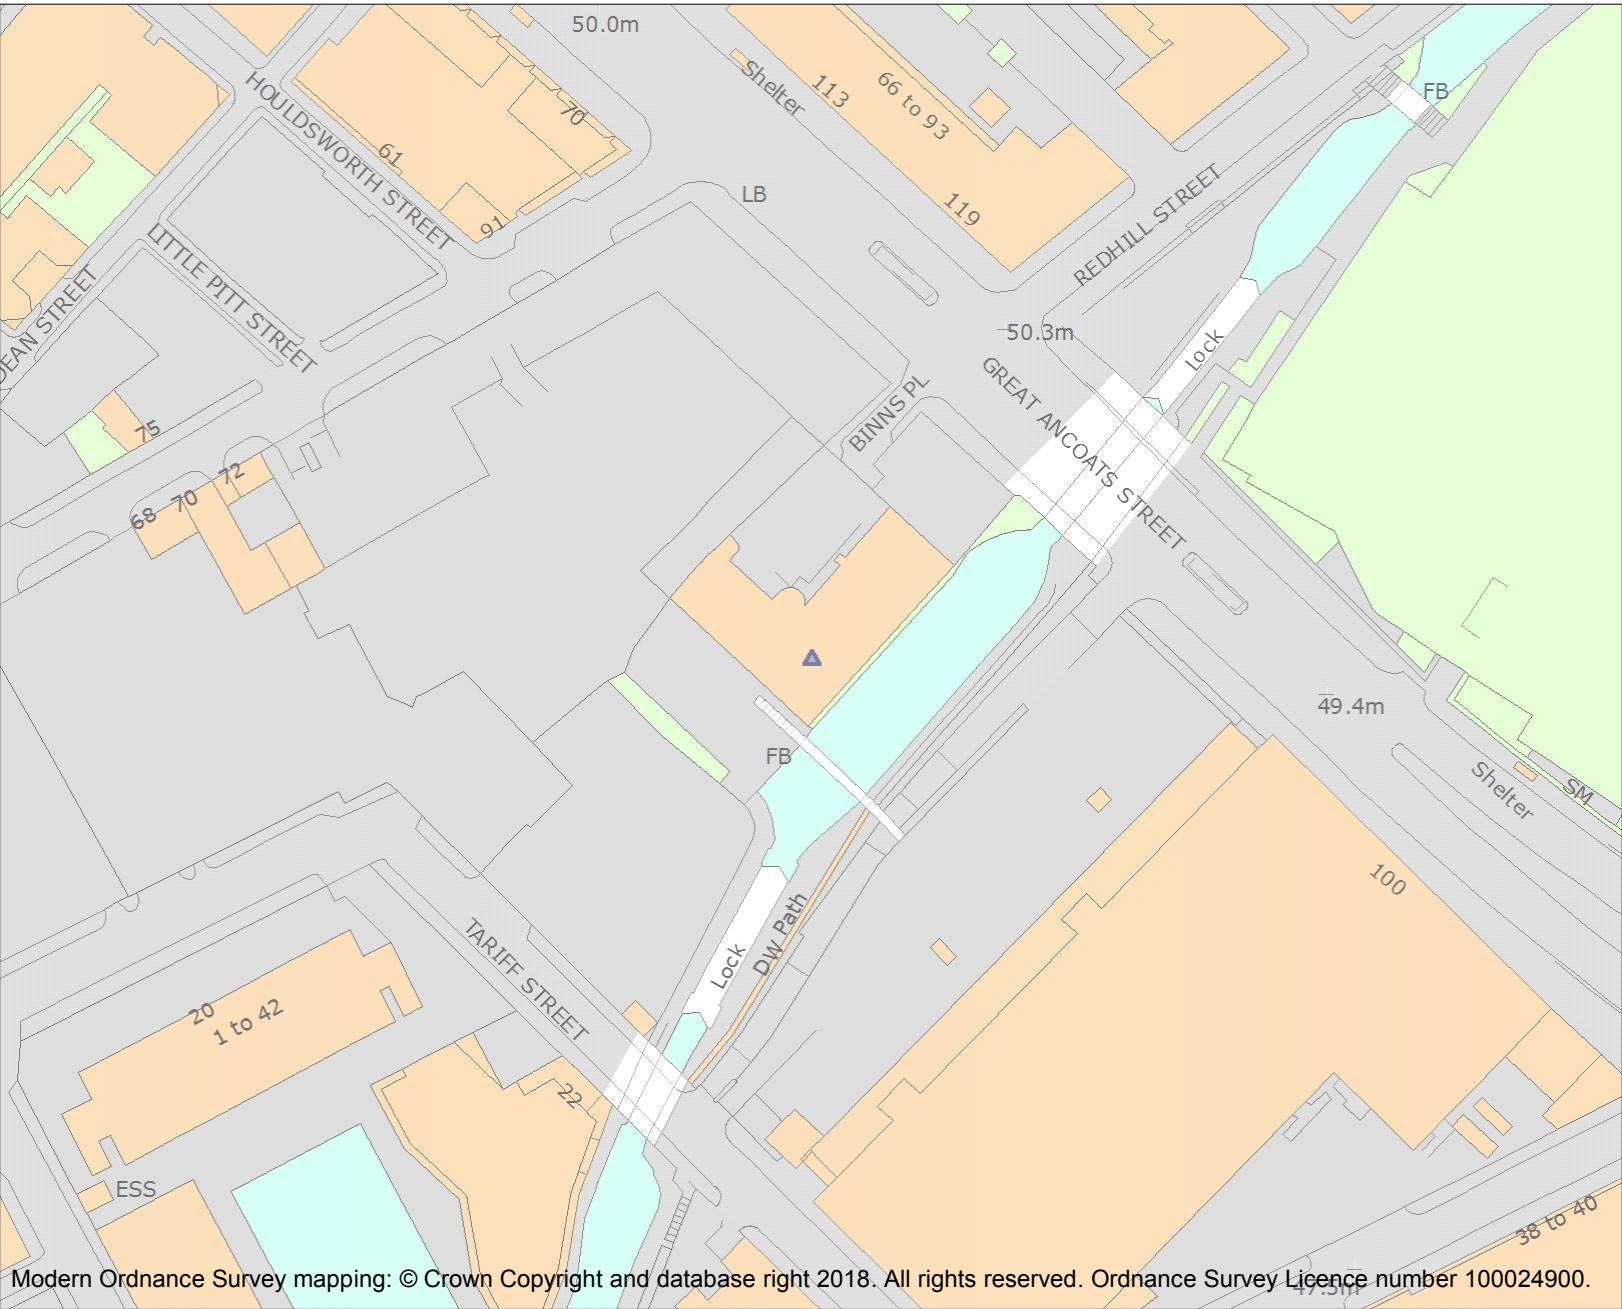 50.0m
Shelter
113
66 to 93
FB
HOULDSWORTH STREET
61
70
91
LB
119
REDHILL STREET
LITTLE PITT STREET
DEAN STREET
50.3m
Lock
GREAT ANCOATS STREET
BINNS PL
75
72
70
68
49.4m
FB
Shelter
SM
100
TARIFF STREET
Lock
DW Path
20
1 to 42
22
ESS
38 to 40
47.5m
Modern Ordnance Survey mapping: © Crown Copyright and database right 2018. All rights reserved. Ordnance Survey Licence number 100024900.